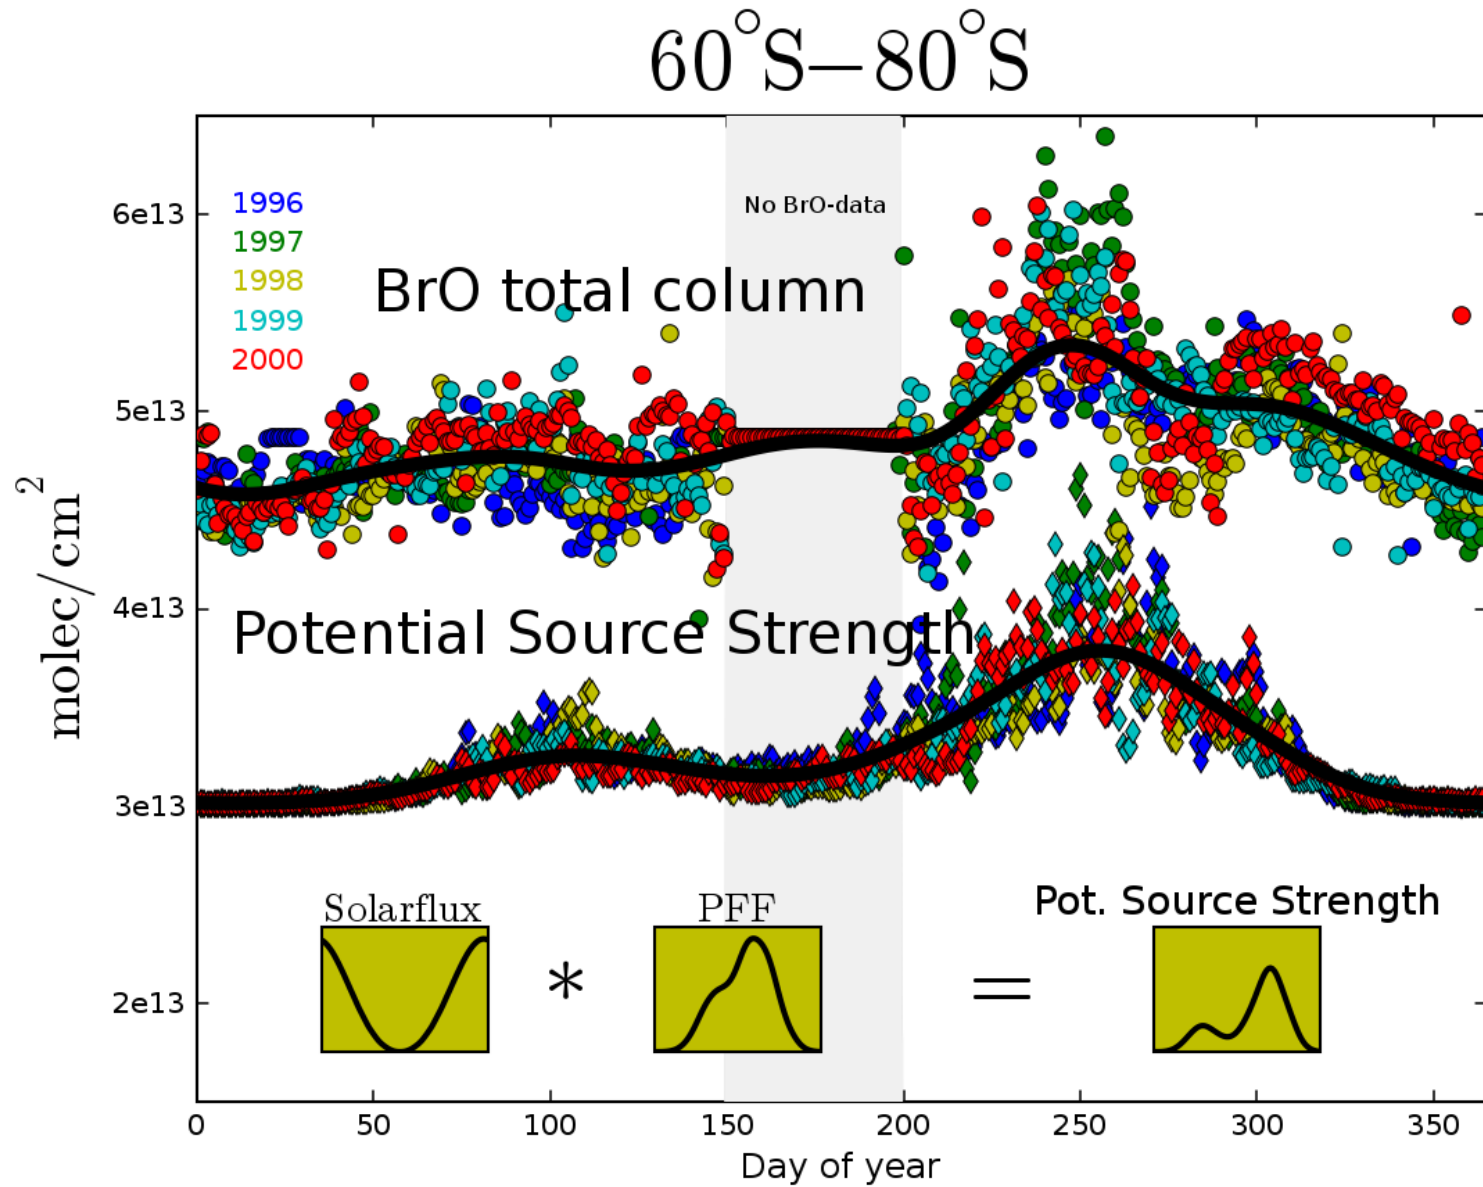 60°S−80°S
6e13
5e13
4e13
3e13
2e13
molec/cm²
1996
1997
1998
1999
2000
No BrO-data
BrO total column
Potential Source Strength
Solarflux
PFF
Pot. Source Strength
* =
0 50 100 150 200 250 300 350
Day of year